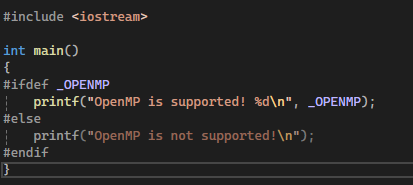 #include <iostream>
int main()
{
#ifdef _OPENMP
printf("OpenMP is supported! %d\n", _OPENMP);
#else
printf("OpenMP is not supported!\n");
#endif
}